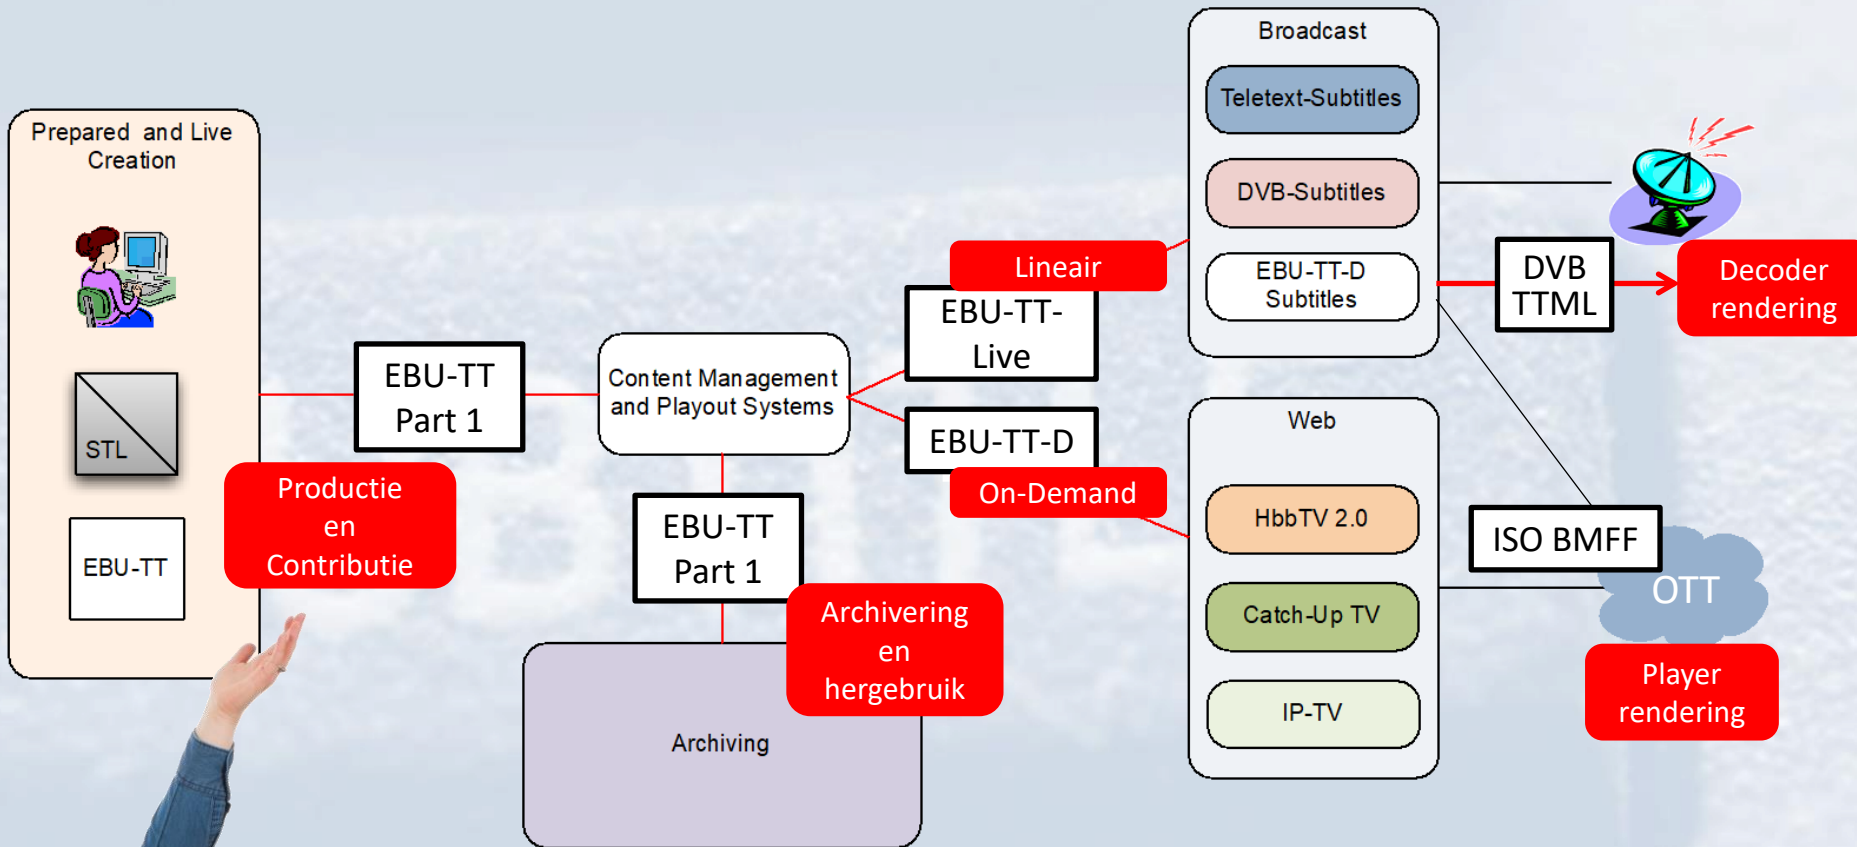 Prepared and Live
Creation
STL
EBU-TT
Productie
en
Contributie
EBU-TT
Part 1
Content Management
and Playout Systems
EBU-TT
Part 1
Archivering
en
hergebruik
Archiving
Lineair
EBU-TT-
Live
EBU-TT-D
On-Demand
Broadcast
Teletext-Subtitles
DVB-Subtitles
EBU-TT-D
Subtitles
Web
HbbTV 2.0
Catch-Up TV
IP-TV
DVB
TTML
Decoder
rendering
ISO BMFF
OTT
Player
rendering